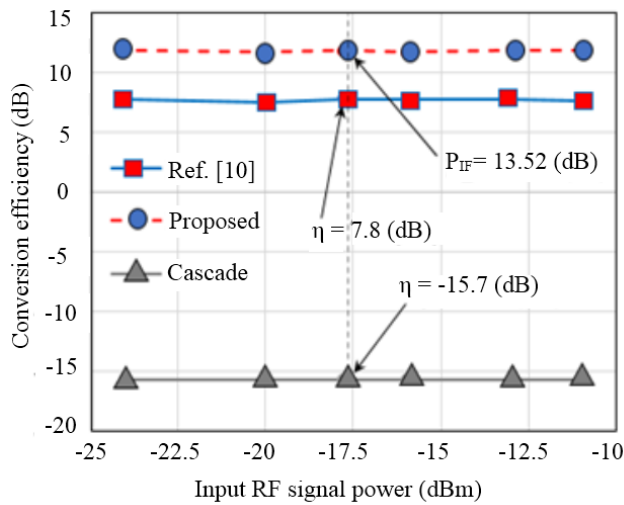 15
10
5
0
-5
-10
-15
-20
Conversion efficiency (dB)
Ref. [10]
Proposed
Cascade
P_IF= 13.52 (dB)
η = 7.8 (dB)
η = -15.7 (dB)
-25
-22.5
-20
-17.5
-15
-12.5
-10
Input RF signal power (dBm)